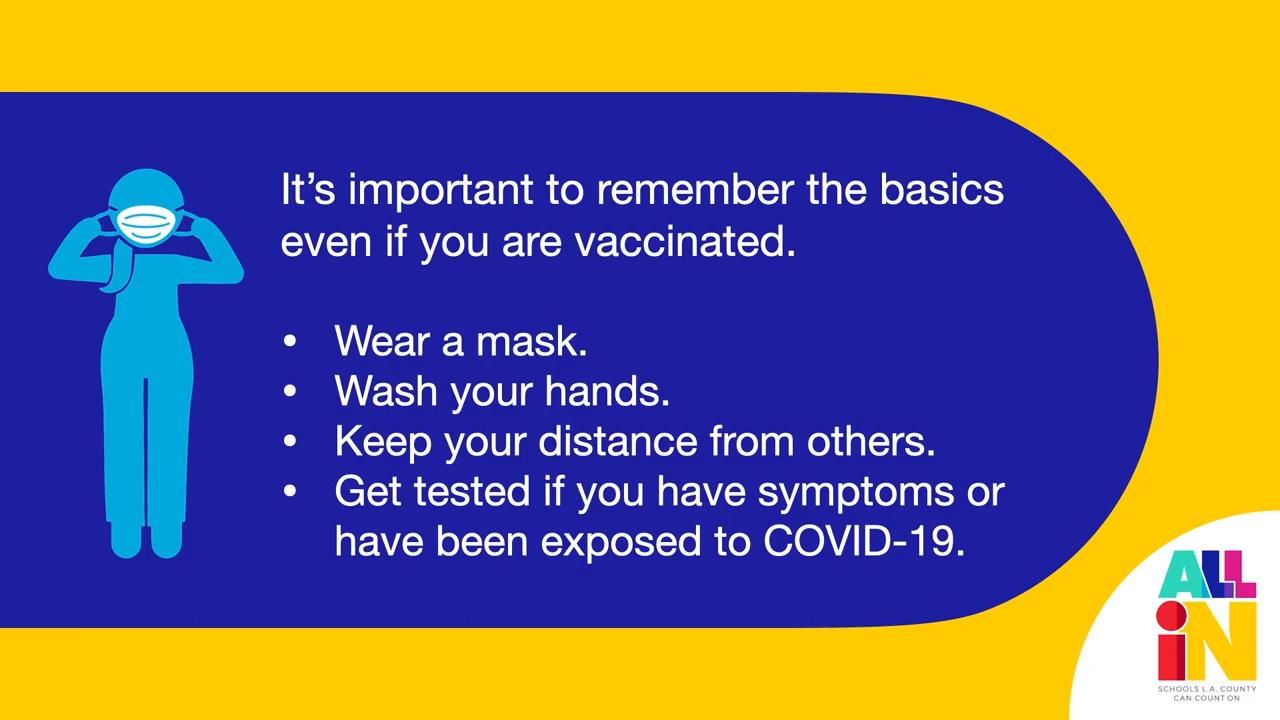 It's important to remember the basics
even if you are vaccinated.
• Wear a mask.
• Wash your hands.
• Keep your distance from others.
• Get tested if you have symptoms or
have been exposed to COVID-19.
ALL
iN
SCHOOLS L.A. COUNTY
CAN COUNT ON